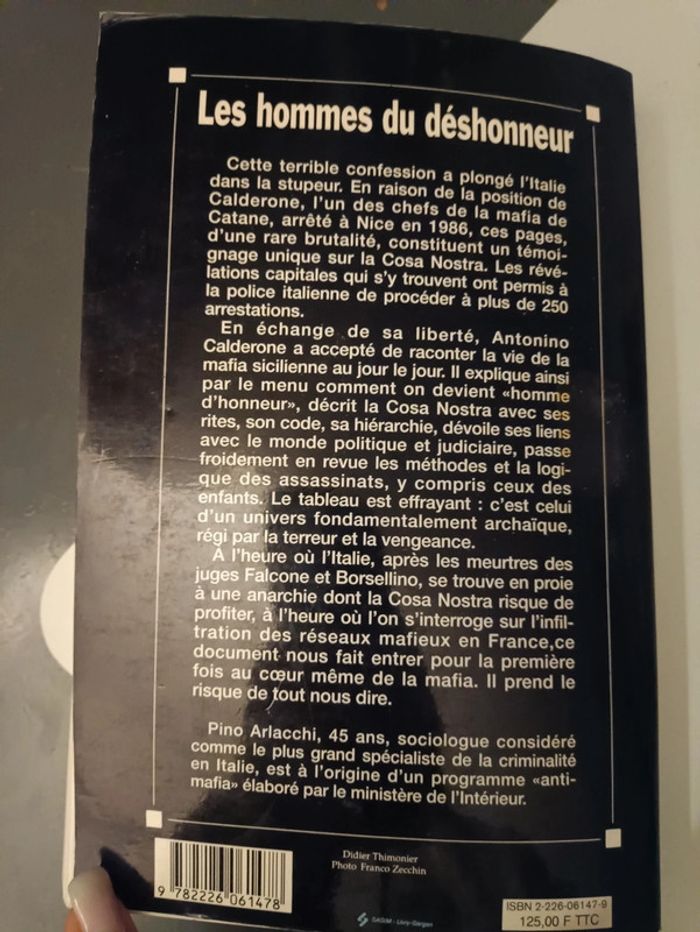 Les hommes du déshonneur
Cette terrible confession a plongé l'Italie
dans la stupeur. En raison de la position de
Calderone, l'un des chefs de la mafia de
Catane, arrêté à Nice en 1986, ces pages,
d'une rare brutalité, constituent un témoi-
gnage unique sur la Cosa Nostra. Les révé-
lations capitales qui s'y trouvent ont permis à
la police italienne de procéder à plus de 250
arrestations.
En échange de sa liberté, Antonino
Calderone a accepté de raconter la vie de la
mafia sicilienne au jour le jour. Il explique ainsi
par le menu comment on devient «homme
d'honneur», décrit la Cosa Nostra avec ses
rites, son code, sa hiérarchie, dévoile ses liens
avec le monde politique et judiciaire, passe
froidement en revue les méthodes et la logi-
que des assassinats, y compris ceux des
enfants. Le tableau est effrayant : c'est celui
d'un univers fondamentalement archaïque,
régi par la terreur et la vengeance.
À l'heure où l'Italie, après les meurtres des
juges Falcone et Borsellino, se trouve en proie
à une anarchie dont la Cosa Nostra risque de
profiter, à l'heure où l'on s'interroge sur l'infil-
tration des réseaux mafieux en France,ce
document nous fait entrer pour la première
fois au cœur même de la mafia. Il prend le
risque de tout nous dire.
Pino Arlacchi, 45 ans, sociologue considéré
comme le plus grand spécialiste de la criminalité
en Italie, est à l'origine d'un programme «anti-
mafia» élaboré par le ministère de l'Intérieur.
Didier Thimonier
Photo Franco Zecchin
9 782226 061478
ISBN 2-226-06147-9
125,00 F TTC